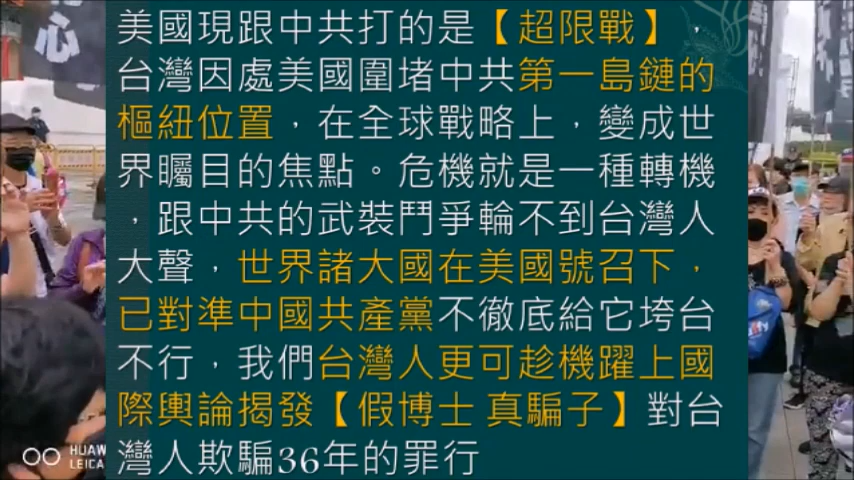 美國現跟中共打的是【超限戰】，
台灣因處美國圍堵中共第一島鏈的
樞紐位置，在全球戰略上，變成世
界矚目的焦點。危機就是一種轉機
，跟中共的武裝鬥爭輪不到台灣人
大聲，世界諸大國在美國號召下，
已對準中國共產黨不徹底給它垮台
不行，我們台灣人更可趁機躍上國
際輿論揭發【假博士 真騙子】對台
灣人欺騙36年的罪行
心
HUAW
LEICA